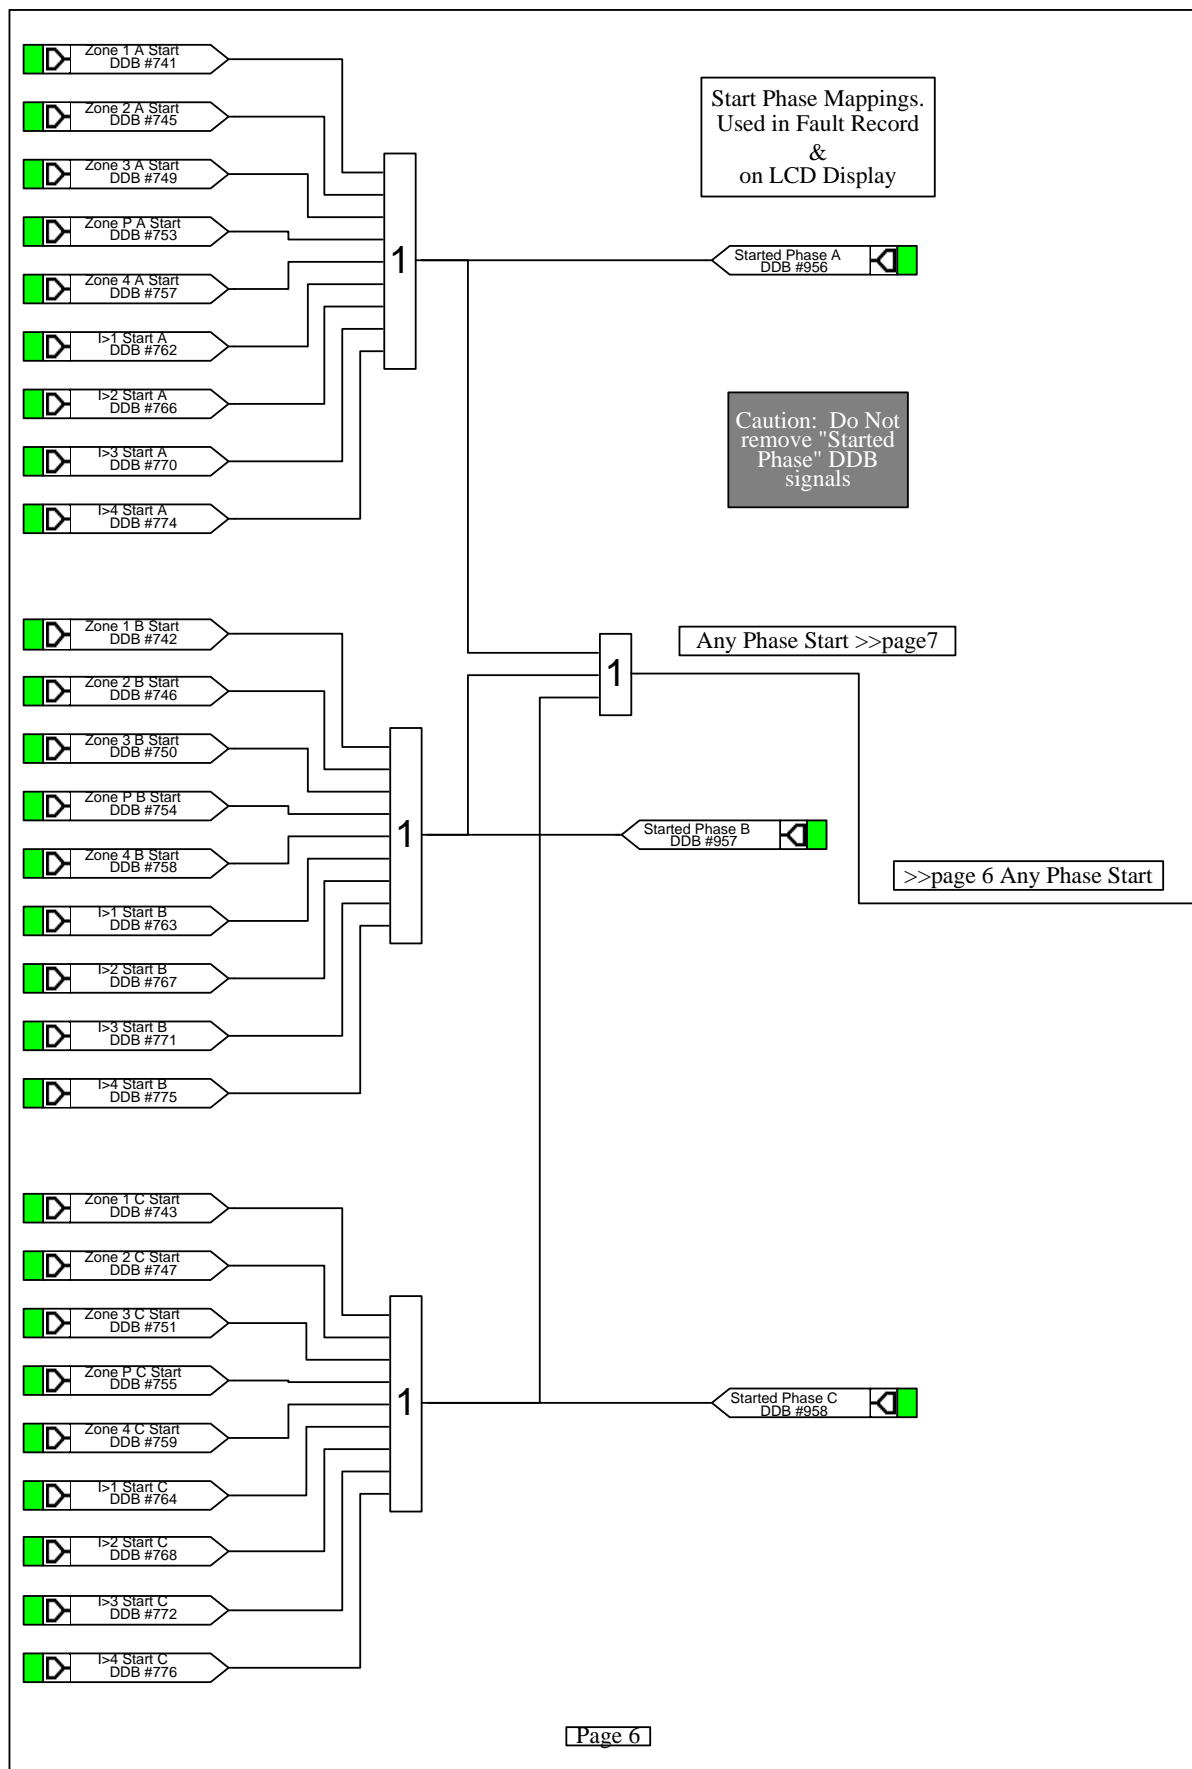 Zone 1 A Start
DDB #741
Zone 2 A Start
DDB #745
Zone 3 A Start
DDB #749
Zone P A Start
DDB #753
Zone 4 A Start
DDB #757
I>1 Start A
DDB #762
I>2 Start A
DDB #766
I>3 Start A
DDB #770
I>4 Start A
DDB #774
1
Start Phase Mappings.
Used in Fault Record
&
on LCD Display
Started Phase A
DDB #956
Caution:  Do Not
remove "Started
Phase" DDB
signals
Zone 1 B Start
DDB #742
Zone 2 B Start
DDB #746
Zone 3 B Start
DDB #750
Zone P B Start
DDB #754
Zone 4 B Start
DDB #758
I>1 Start B
DDB #763
I>2 Start B
DDB #767
I>3 Start B
DDB #771
I>4 Start B
DDB #775
1
1
Any Phase Start >>page7
Started Phase B
DDB #957
>>page 6 Any Phase Start
Zone 1 C Start
DDB #743
Zone 2 C Start
DDB #747
Zone 3 C Start
DDB #751
Zone P C Start
DDB #755
Zone 4 C Start
DDB #759
I>1 Start C
DDB #764
I>2 Start C
DDB #768
I>3 Start C
DDB #772
I>4 Start C
DDB #776
1
Started Phase C
DDB #958
Page 6